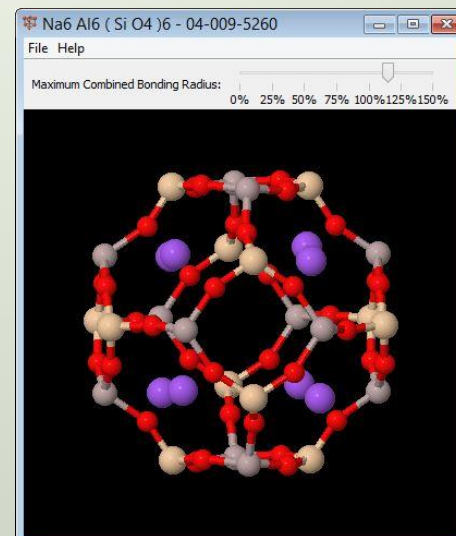 Na6 Al6 ( Si O4 )6 - 04-009-5260
File Help
Maximum Combined Bonding Radius:
0% 25% 50% 75% 100%125%150%